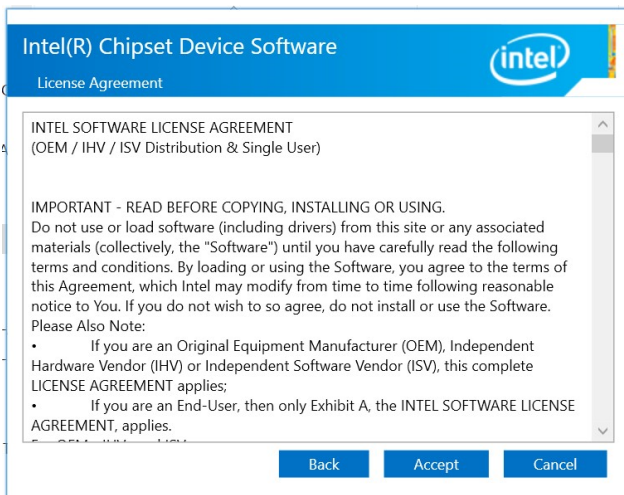 Intel(R) Chipset Device Software
intel
License Agreement
INTEL SOFTWARE LICENSE AGREEMENT
(OEM / IHV / ISV Distribution & Single User)
IMPORTANT - READ BEFORE COPYING, INSTALLING OR USING.
Do not use or load software (including drivers) from this site or any associated
materials (collectively, the "Software") until you have carefully read the following
terms and conditions. By loading or using the Software, you agree to the terms of
this Agreement, which Intel may modify from time to time following reasonable
notice to You. If you do not wish to so agree, do not install or use the Software.
Please Also Note:
• If you are an Original Equipment Manufacturer (OEM), Independent
Hardware Vendor (IHV) or Independent Software Vendor (ISV), this complete
LICENSE AGREEMENT applies;
• If you are an End-User, then only Exhibit A, the INTEL SOFTWARE LICENSE
AGREEMENT, applies.
Back
Accept
Cancel